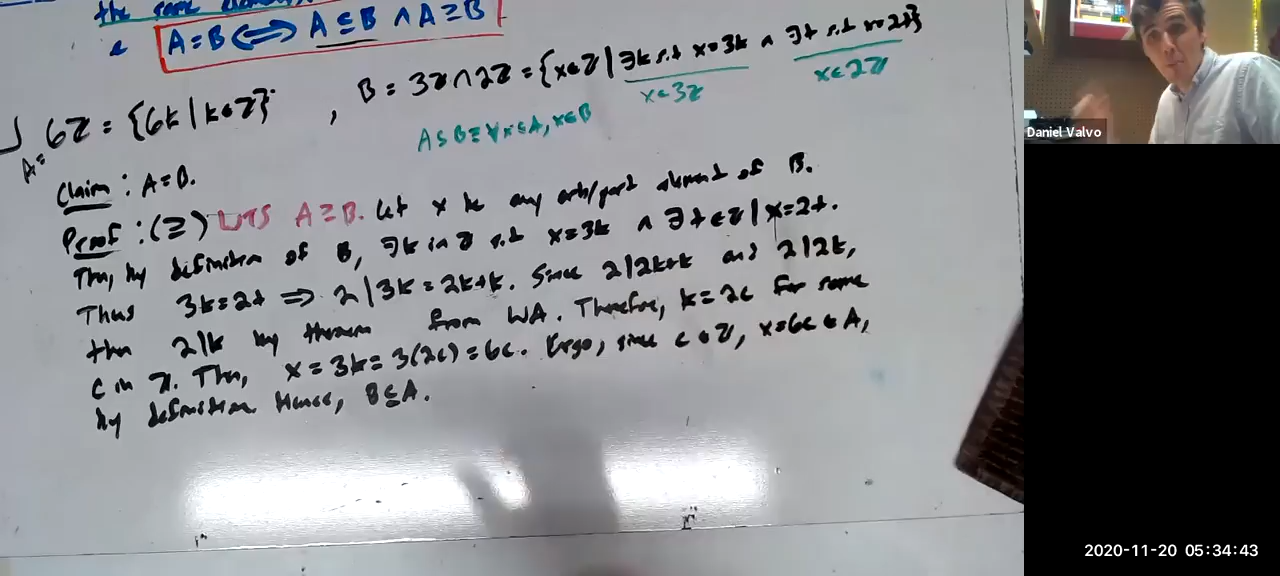 the same elements
A=B ⟺ A⊆B ∧ A⊇B
A= 6Z = {6k | k∈Z}, B = 3Z∩2Z = {x∈Z | ∃k s.t x=3k ∧ ∃t s.t x=2t}
x∈3Z x∈2Z
A⊆B ≡ ∀x∈A, x∈B
Claim: A=B.
Proof: (⊇) WTS A⊇B. Let x be any arb/part element of B.
Then, by definition of B, ∃k in Z s.t x=3k ∧ ∃t∈Z | x=2t.
Thus 3k=2t ⟹ 2|3k=2k+k. Since 2|2k+k and 2|2k,
then 2|k by theorem from WA. Therefore, k=2c for some
c in Z. Then, x=3k=3(2c)=6c. Ergo, since c∈Z, x=6c∈A,
by definition. Hence, B⊆A.
Daniel Valvo
2020-11-20 05:34:43